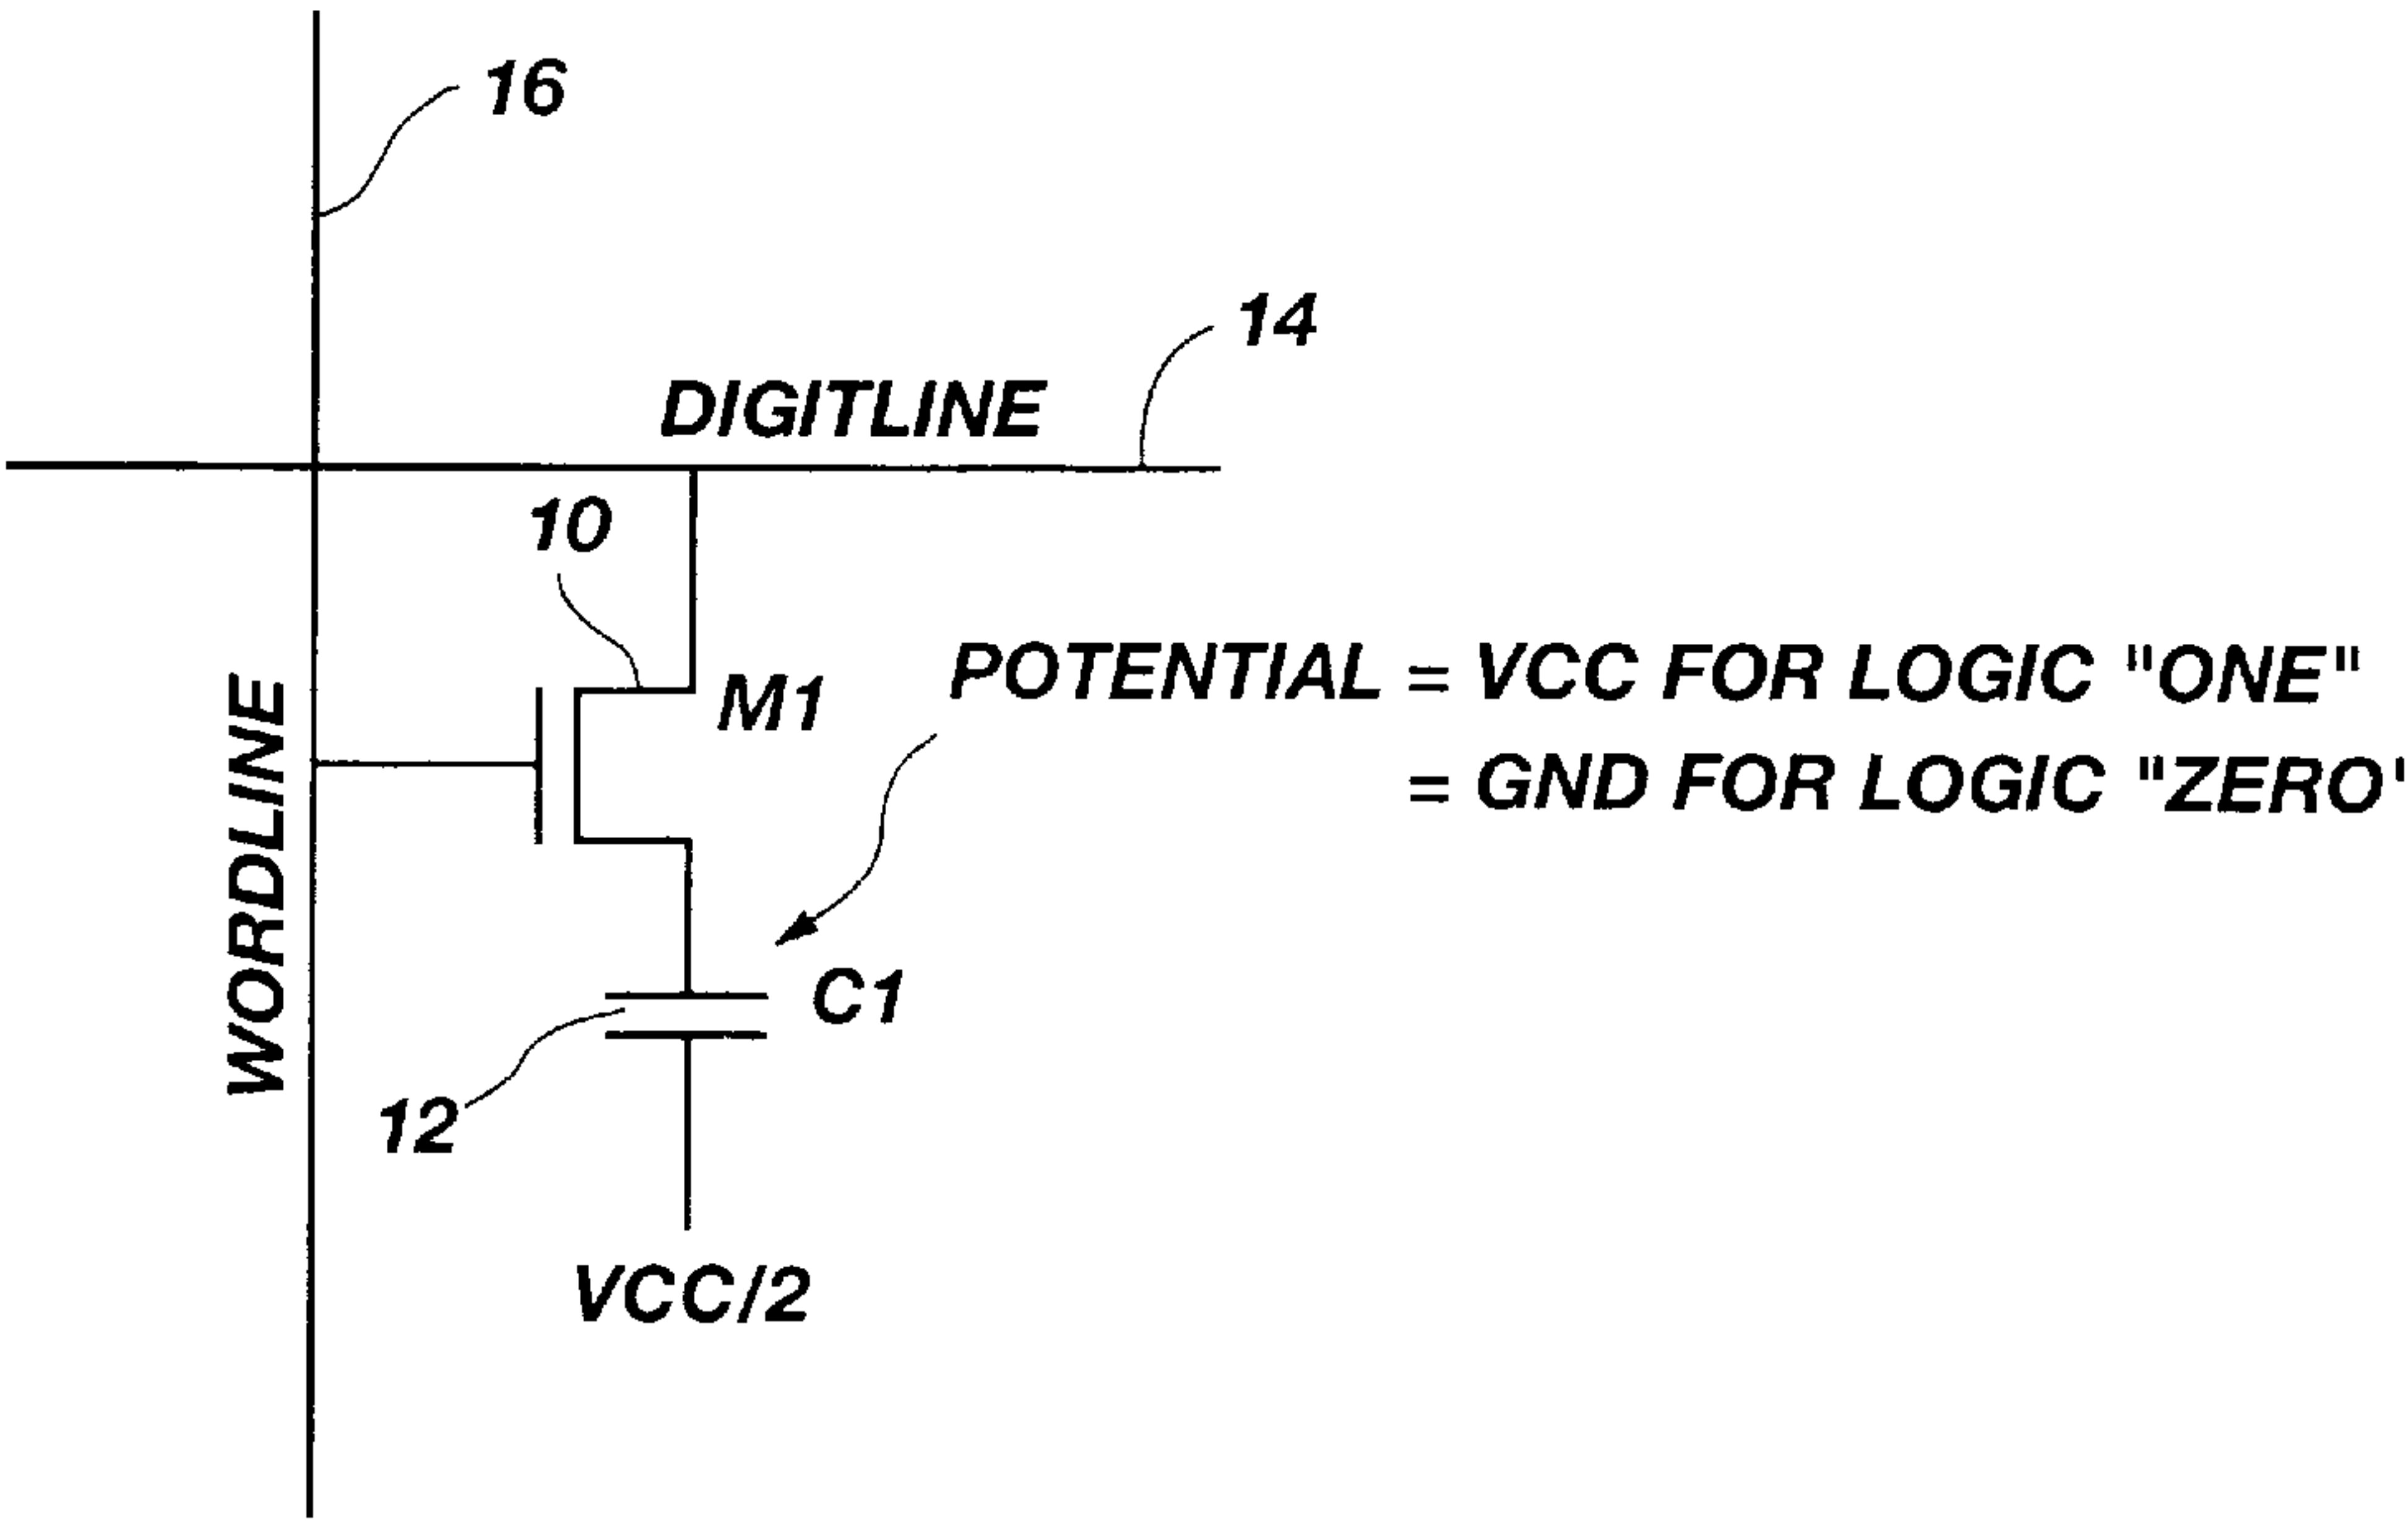 16
14
DIGITLINE
10
M1
POTENTIAL = VCC FOR LOGIC "ONE"
= GND FOR LOGIC "ZERO'
WORDLINE
C1
12
VCC/2